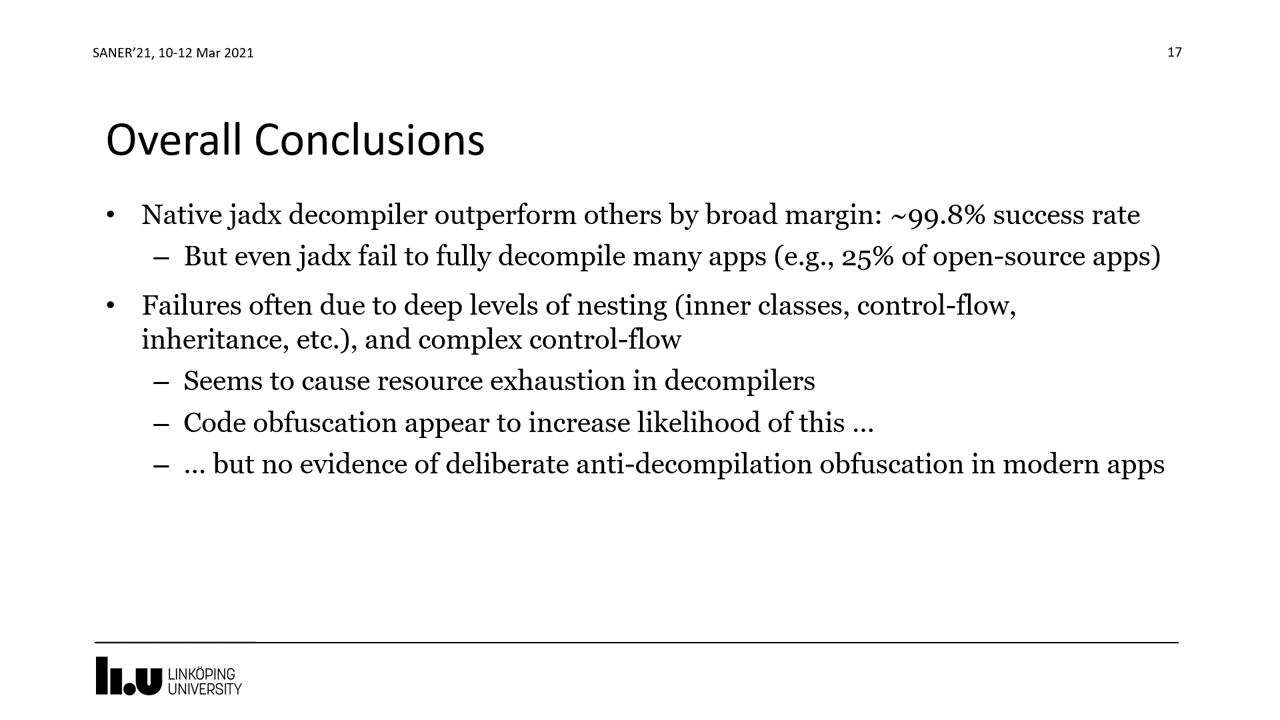 SANER’21, 10-12 Mar 2021
17
Overall Conclusions
• Native jadx decompiler outperform others by broad margin: ~99.8% success rate
– But even jadx fail to fully decompile many apps (e.g., 25% of open-source apps)
• Failures often due to deep levels of nesting (inner classes, control-flow,
inheritance, etc.), and complex control-flow
– Seems to cause resource exhaustion in decompilers
– Code obfuscation appear to increase likelihood of this …
– … but no evidence of deliberate anti-decompilation obfuscation in modern apps
li.u LINKÖPING
UNIVERSITY